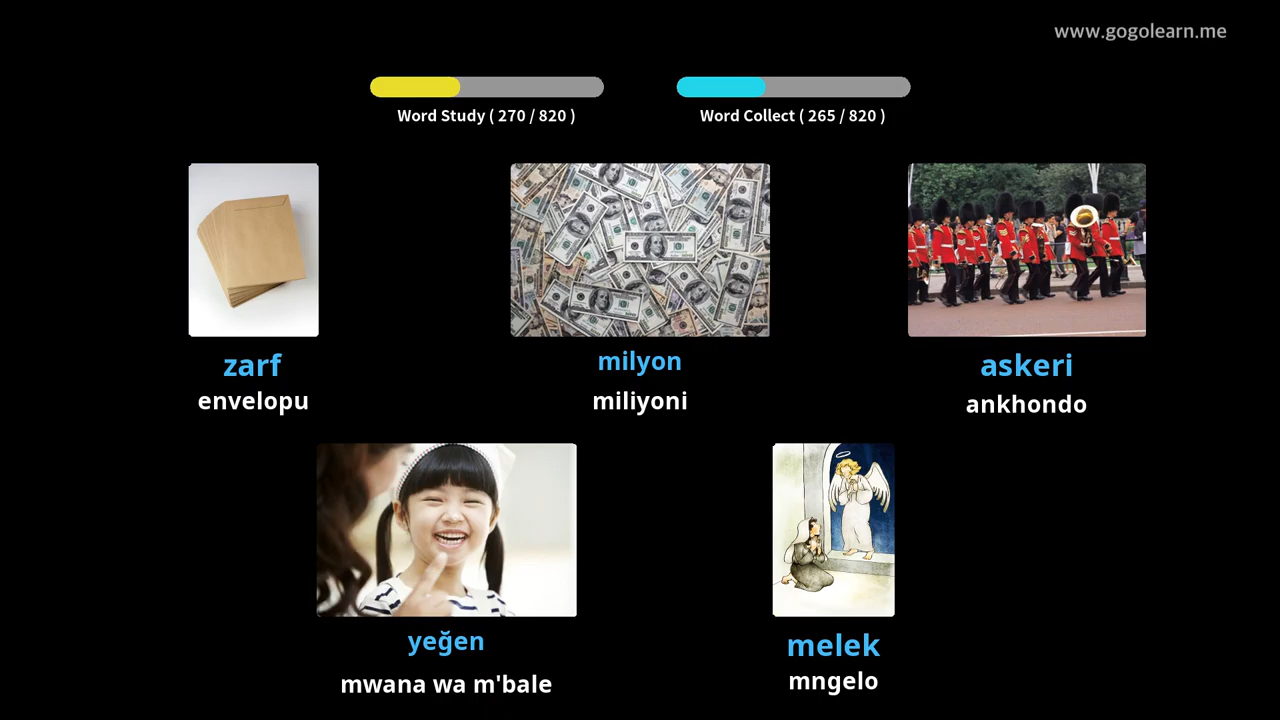 www.gogolearn.me
Word Study ( 270 / 820 )
Word Collect ( 265 / 820 )
zarf
envelopu
milyon
miliyoni
askeri
ankhondo
yeğen
mwana wa m'bale
melek
mngelo